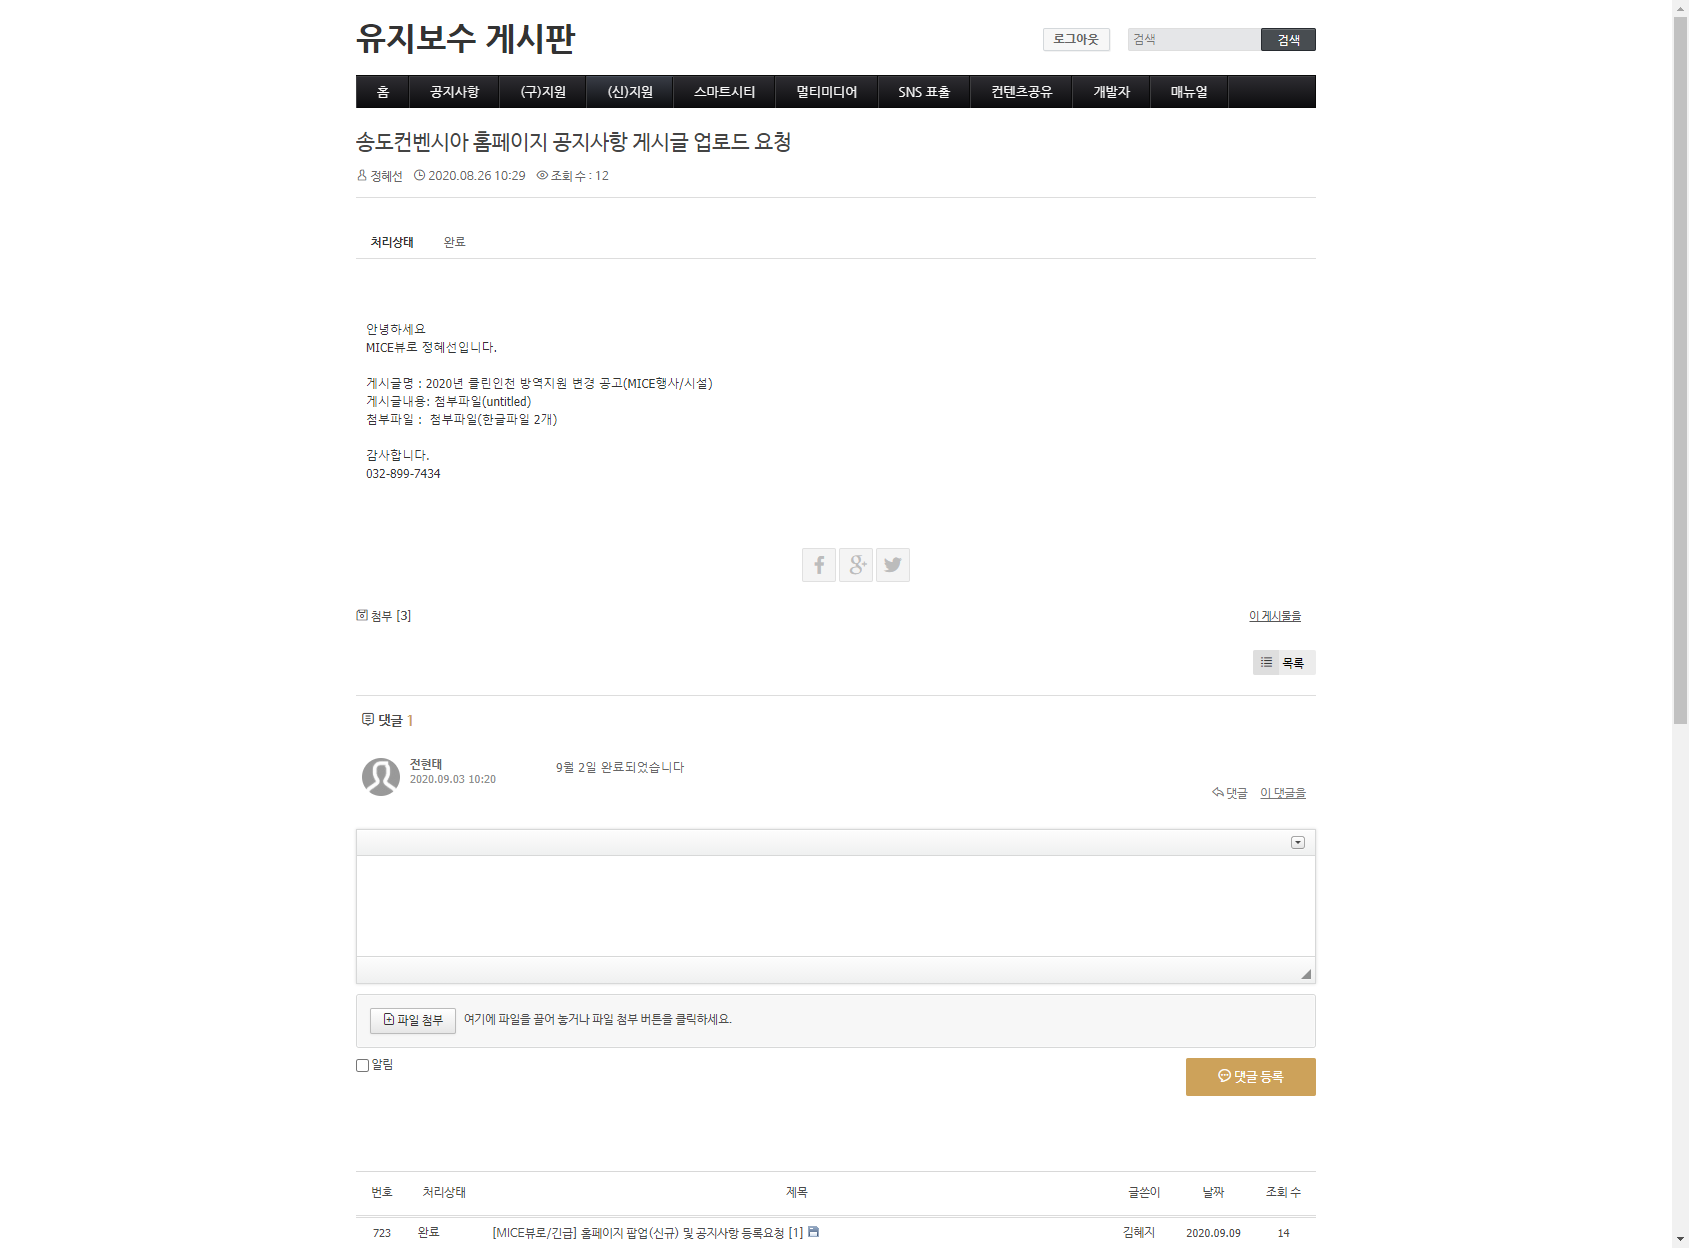 유지보수 게시판
로그아웃
검색
검색
홈 공지사항 (구)지원 (신)지원 스마트시티 멀티미디어 SNS 표출 컨텐츠공유 개발자 매뉴얼
송도컨벤시아 홈페이지 공지사항 게시글 업로드 요청
정혜선 2020.08.26 10:29 조회 수 : 12
처리상태 완료
안녕하세요
MICE뷰로 정혜선입니다.
게시글명 : 2020년 클린인천 방역지원 변경 공고(MICE행사/시설)
게시글내용: 첨부파일(untitled)
첨부파일 : 첨부파일(한글파일 2개)
감사합니다.
032-899-7434
첨부 [3] 이 게시물을
목록
댓글 1
전현태 9월 2일 완료되었습니다
2020.09.03 10:20
댓글 이 댓글을
파일 첨부 여기에 파일을 끌어 놓거나 파일 첨부 버튼을 클릭하세요.
알림
댓글 등록
번호 처리상태 제목 글쓴이 날짜 조회 수
723 완료 [MICE뷰로/긴급] 홈페이지 팝업(신규) 및 공지사항 등록요청 [1] 김혜지 2020.09.09 14